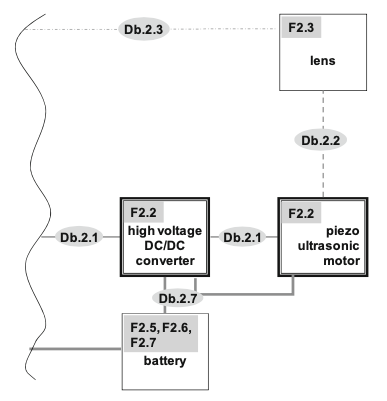 Db.2.3
F2.3
lens
Db.2.2
F2.2
high voltage
DC/DC
converter
F2.2
piezo
ultrasonic
motor
Db.2.1
Db.2.1
Db.2.7
F2.5, F2.6,
F2.7
battery